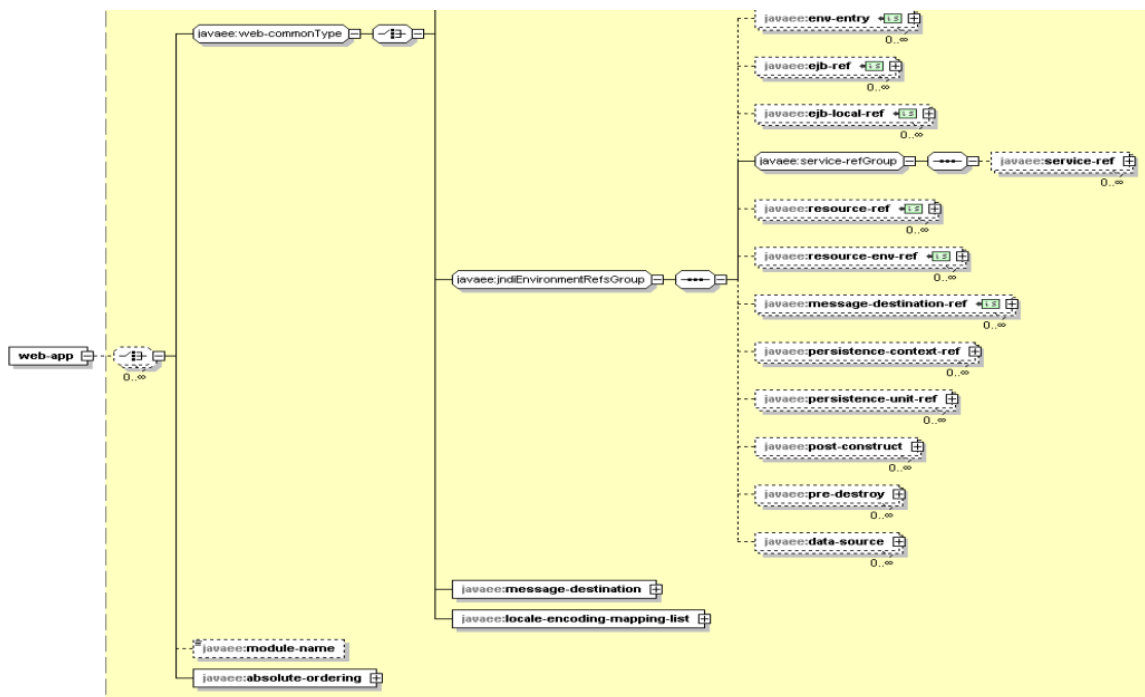 javaee:web-commonType
javaee:env-entry
0..∞
javaee:ejb-ref
0..∞
javaee:ejb-local-ref
0..∞
javaee:service-refGroup
javaee:service-ref
0..∞
javaee:resource-ref
0..∞
javaee:resource-env-ref
0..∞
javaee:jndiEnvironmentRefsGroup
javaee:message-destination-ref
0..∞
web-app
0..∞
javaee:persistence-context-ref
0..∞
javaee:persistence-unit-ref
0..∞
javaee:post-construct
0..∞
javaee:pre-destroy
0..∞
javaee:data-source
0..∞
javaee:message-destination
javaee:locale-encoding-mapping-list
javaee:module-name
javaee:absolute-ordering